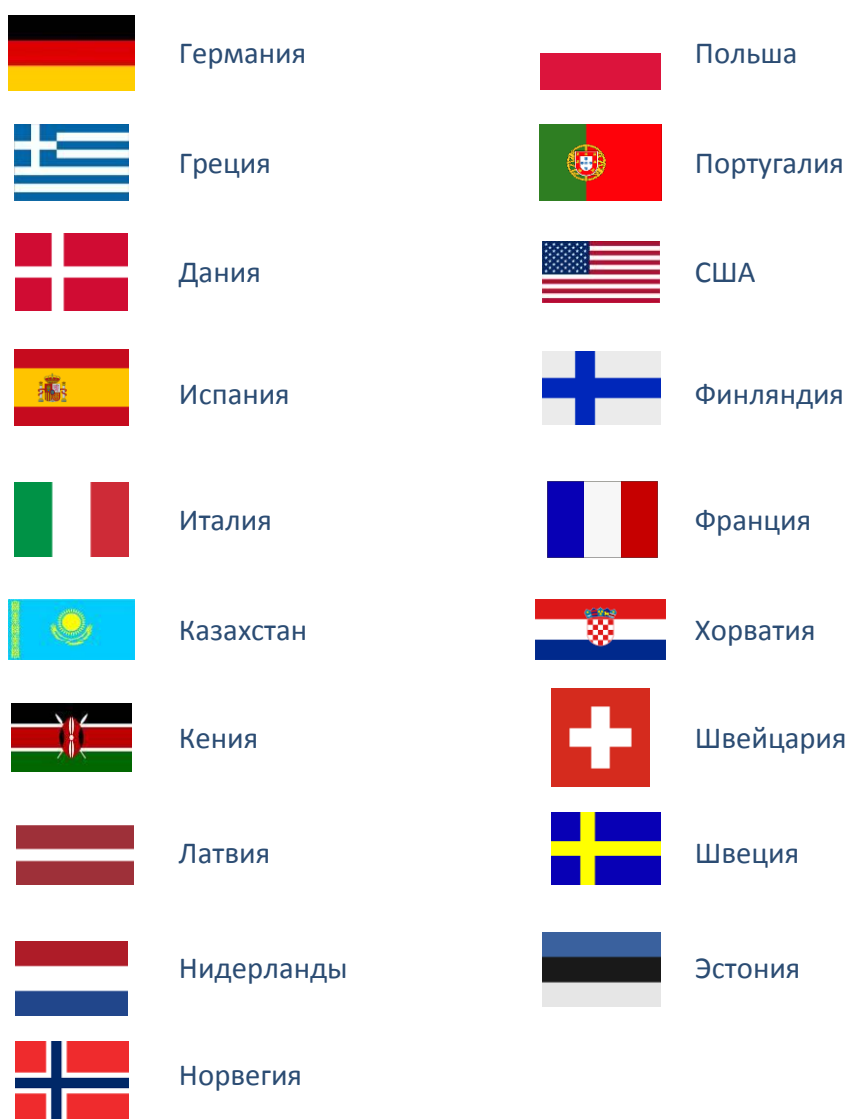 Германия
Греция
Дания
Испания
Италия
Казахстан
Кения
Латвия
Нидерланды
Норвегия
Польша
Португалия
США
Финляндия
Франция
Хорватия
Швейцария
Швеция
Эстония